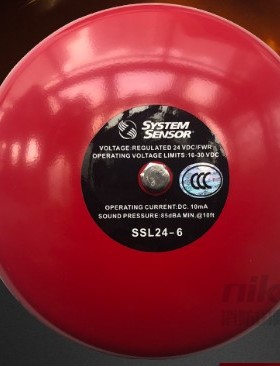 SYSTEM
SENSOR
VOLTAGE:REGULATED 24 VDC/FWR
OPERATING VOLTAGE LIMITS:16-30 VDC
CCC
OPERATING CURRENT:DC. 10mA
SOUND PRESSURE:85dBA MIN.@10ft
SSL24-6